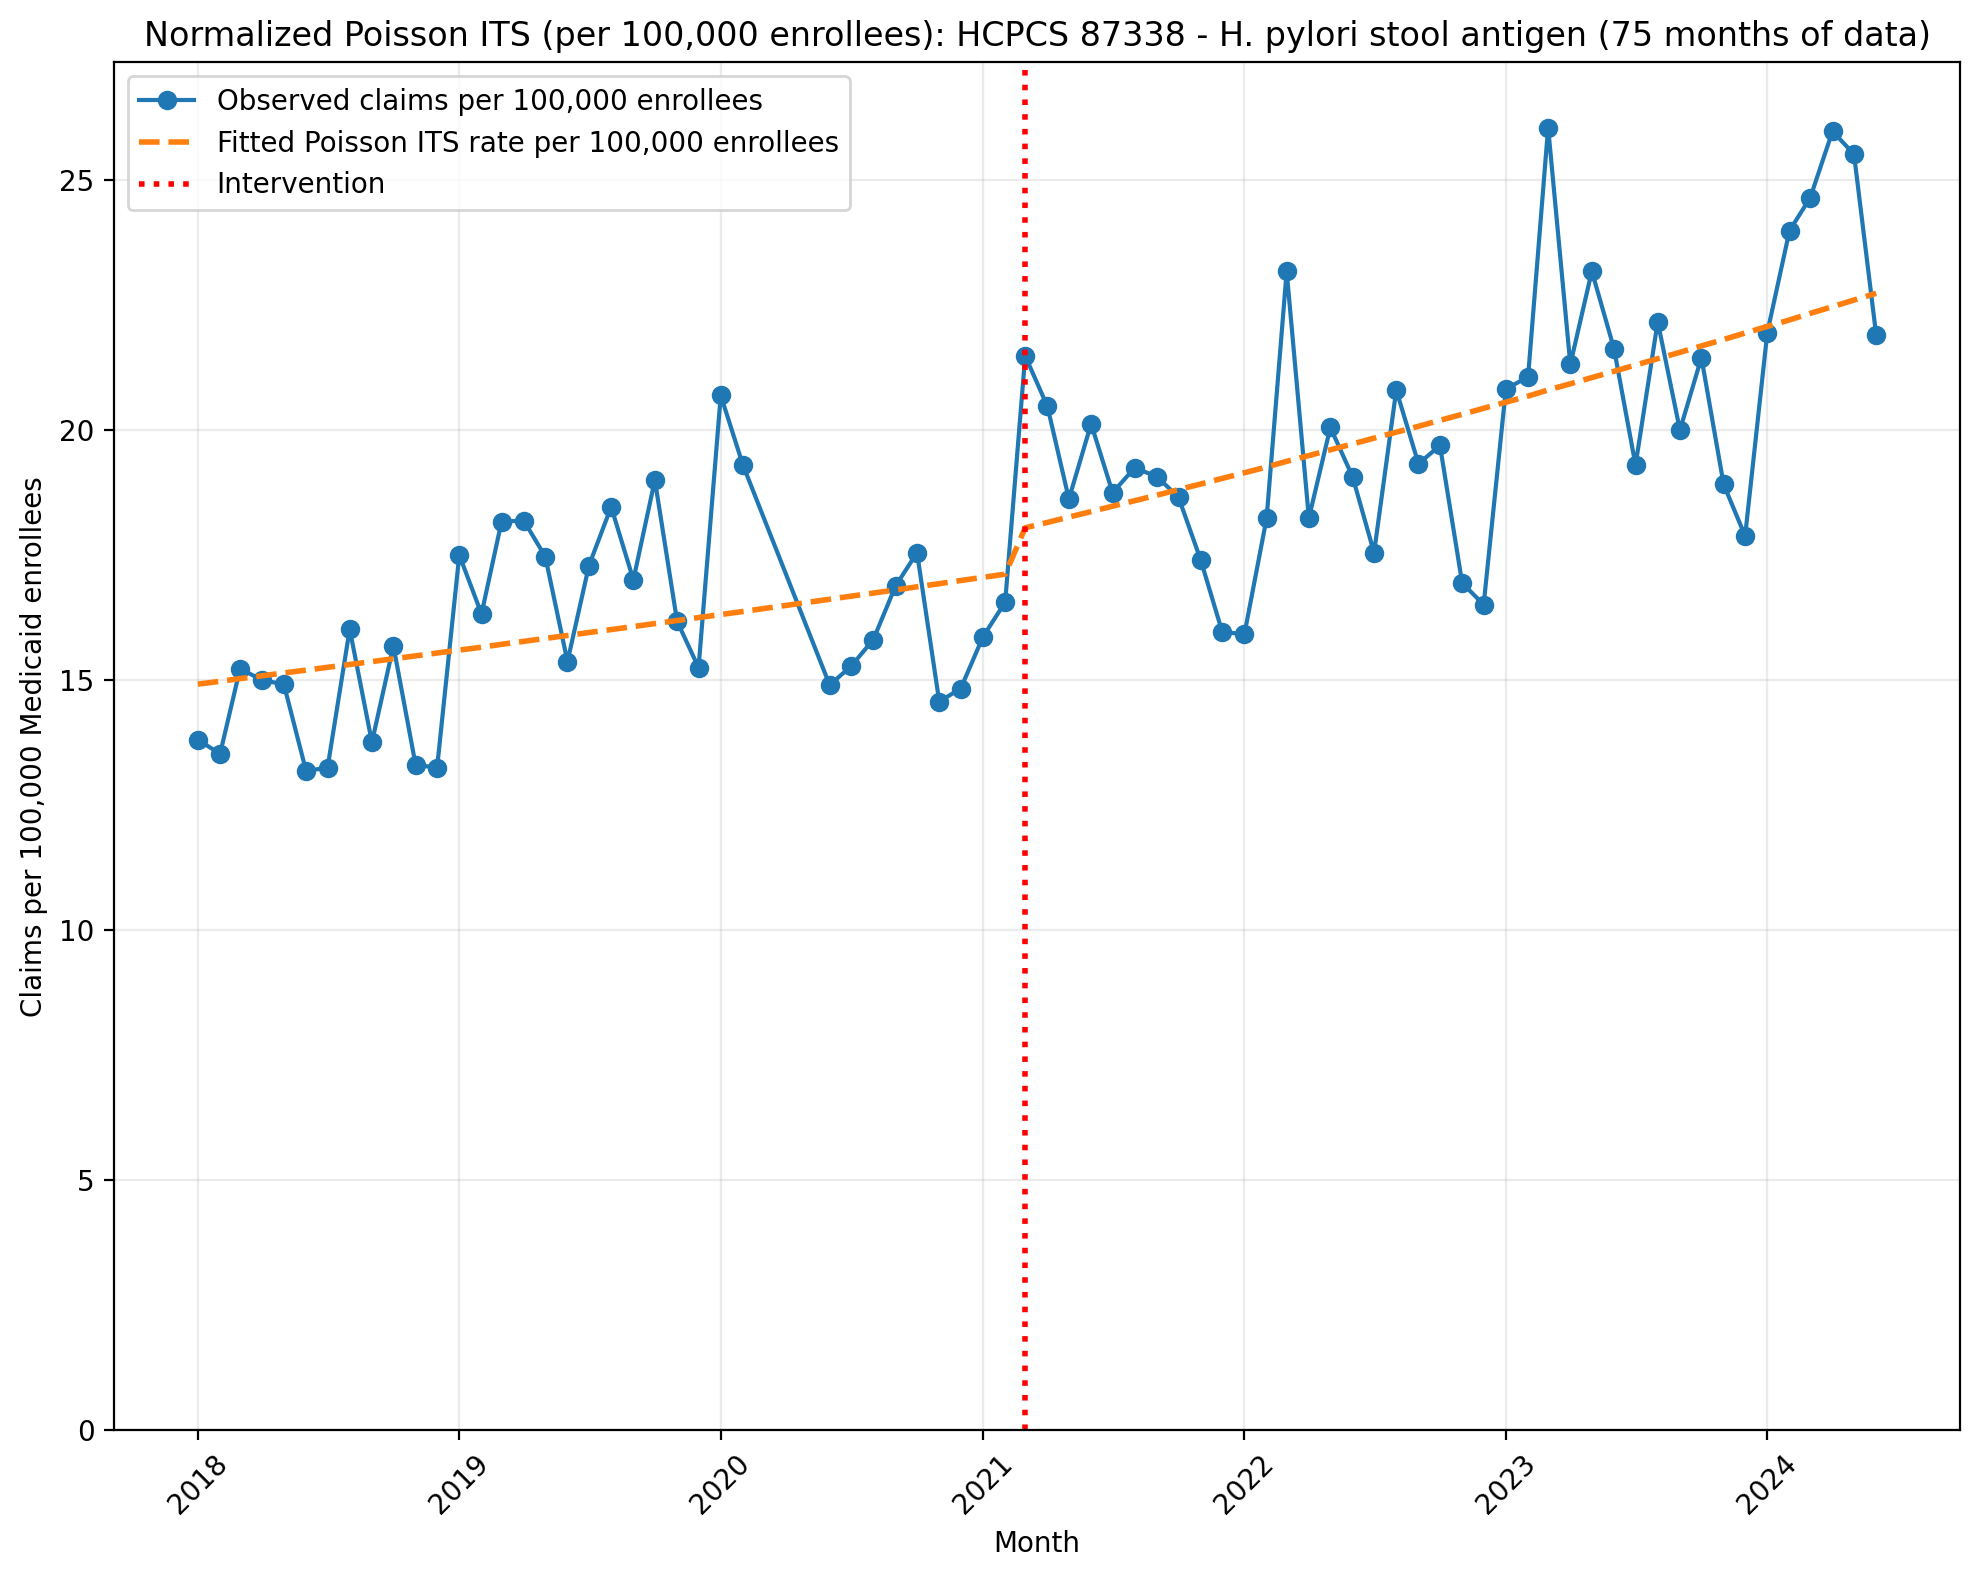 Normalized Poisson ITS (per 100,000 enrollees): HCPCS 87338 - H. pylori stool antigen (75 months of data)
Observed claims per 100,000 enrollees
Fitted Poisson ITS rate per 100,000 enrollees
Intervention
Claims per 100,000 Medicaid enrollees
25
20
15
10
5
0
2018
2019
2020
2021
2022
2023
2024
Month